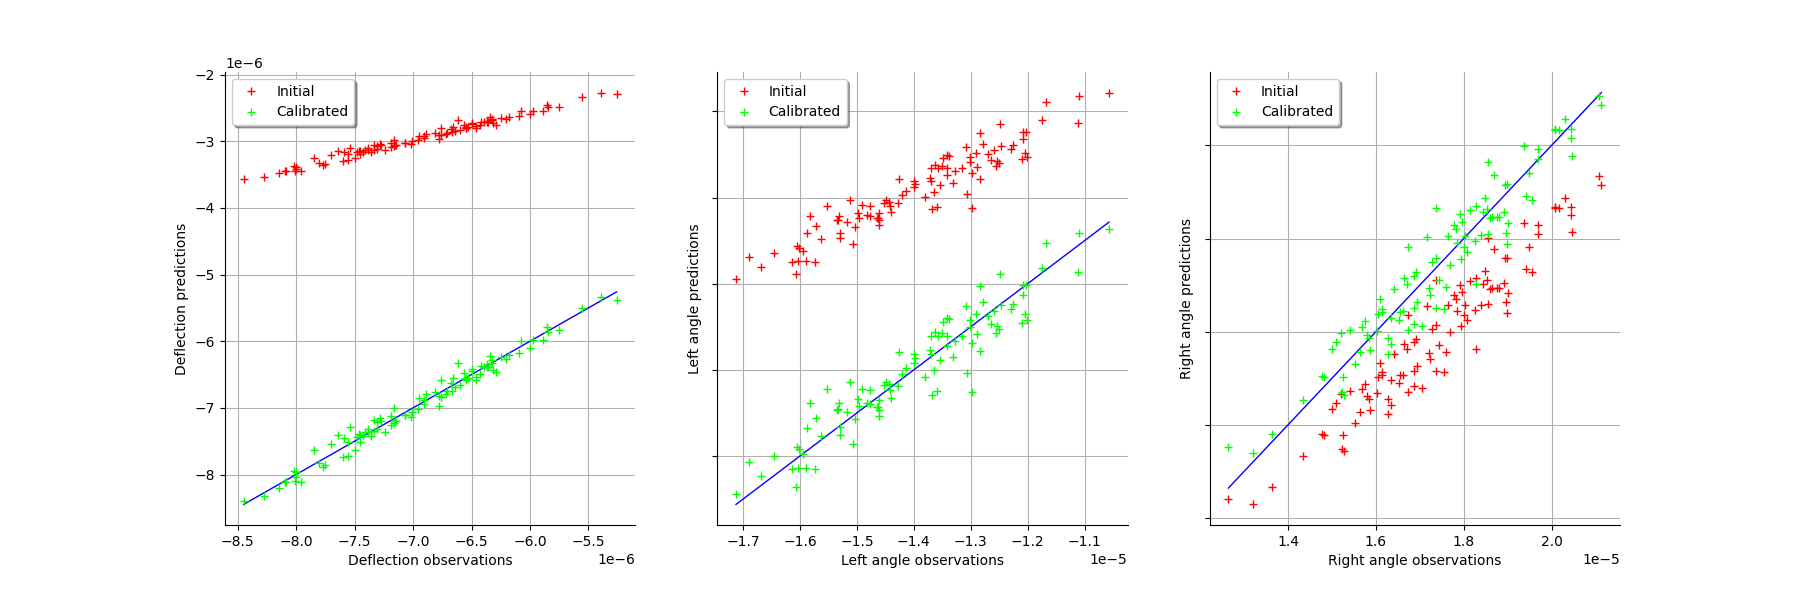 1e−6
Initial
Calibrated
−2
−3
−4
−5
−6
−7
−8
Deflection predictions
−8.5 −8.0 −7.5 −7.0 −6.5 −6.0 −5.5
Deflection observations
1e−6
Initial
Calibrated
Left angle predictions
−1.7 −1.6 −1.5 −1.4 −1.3 −1.2 −1.1
Left angle observations
1e−5
Initial
Calibrated
Right angle predictions
1.4 1.6 1.8 2.0
Right angle observations
1e−5